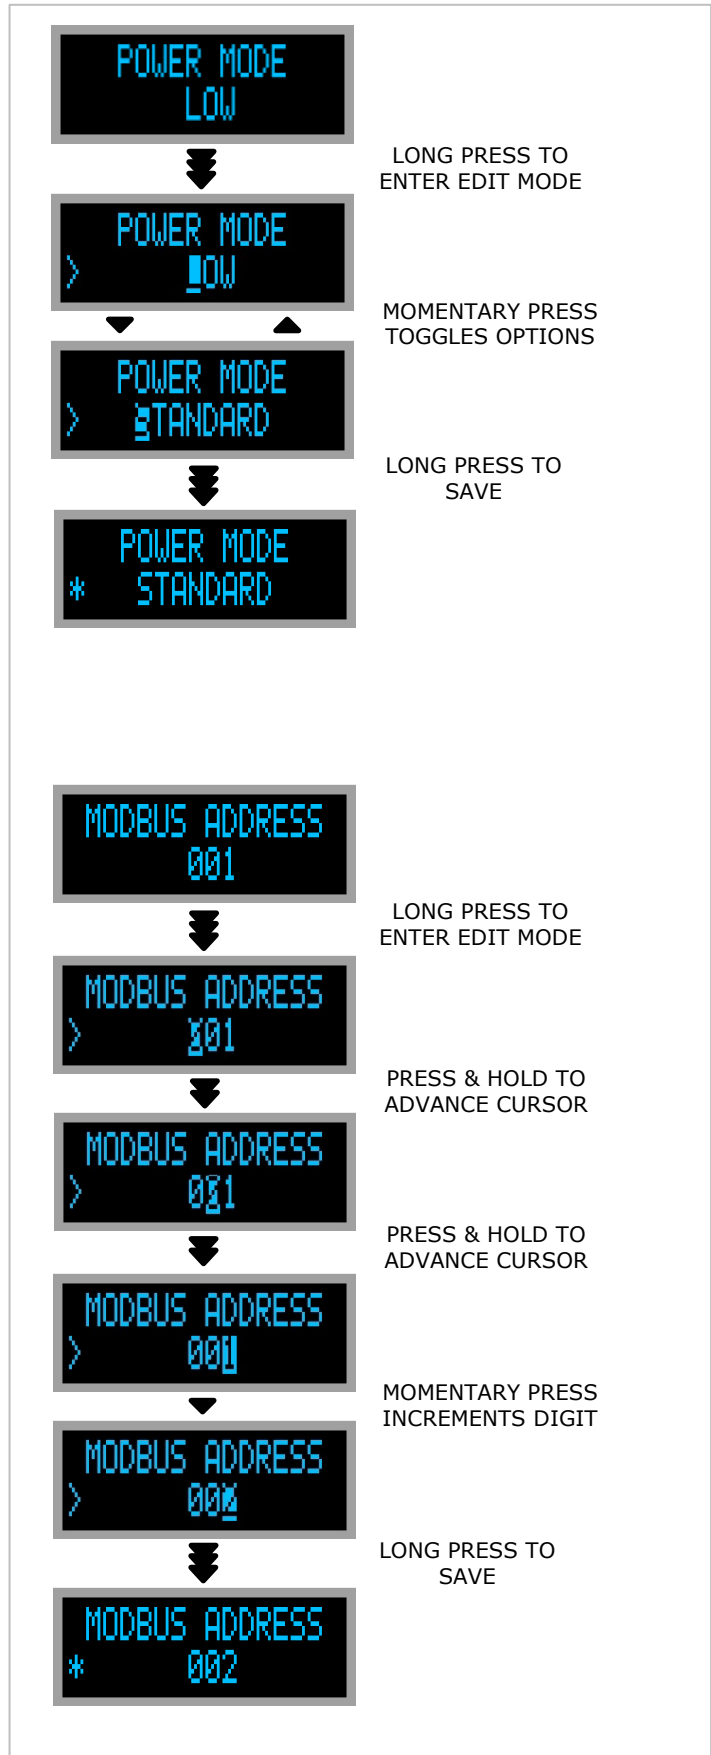 POWER MODE
LOW
LONG PRESS TO
ENTER EDIT MODE
POWER MODE
> LOW
MOMENTARY PRESS
TOGGLES OPTIONS
POWER MODE
> STANDARD
LONG PRESS TO
SAVE
POWER MODE
* STANDARD
MODBUS ADDRESS
001
LONG PRESS TO
ENTER EDIT MODE
MODBUS ADDRESS
> 001
PRESS & HOLD TO
ADVANCE CURSOR
MODBUS ADDRESS
> 001
PRESS & HOLD TO
ADVANCE CURSOR
MODBUS ADDRESS
> 001
MOMENTARY PRESS
INCREMENTS DIGIT
MODBUS ADDRESS
> 002
LONG PRESS TO
SAVE
MODBUS ADDRESS
* 002